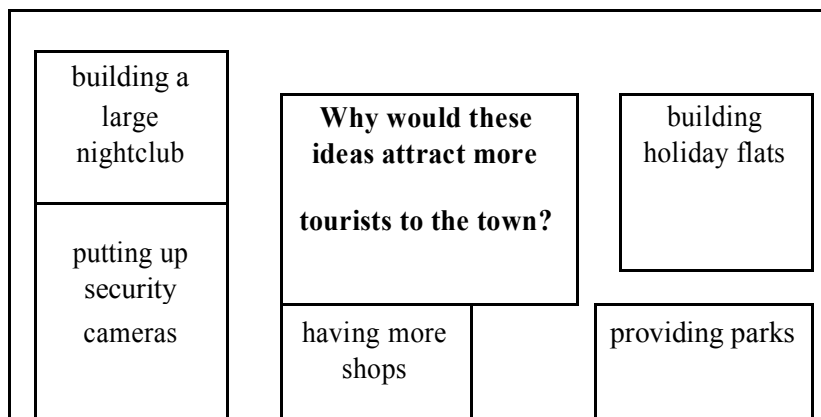 building a
large
nightclub
putting up
security
cameras
Why would these
ideas attract more
tourists to the town?
having more
shops
building
holiday flats
providing parks